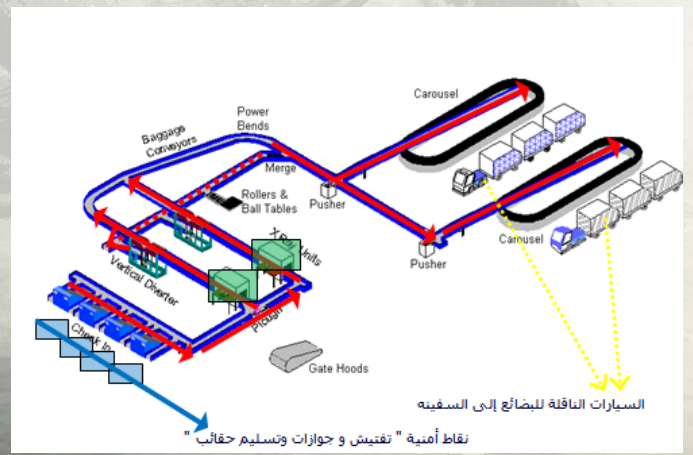 Carousel
Power
Bends
Baggage
Conveyors
Merge
Rollers &
Ball Tables
Pusher
Carousel
Pusher
Units
Vertical Diverter
Plough
Check In
Gate Hoods
السيارات الناقلة للبضائع إلى السفينه
نقاط أمنية " تفتيش و جوازات وتسليم حقائب "